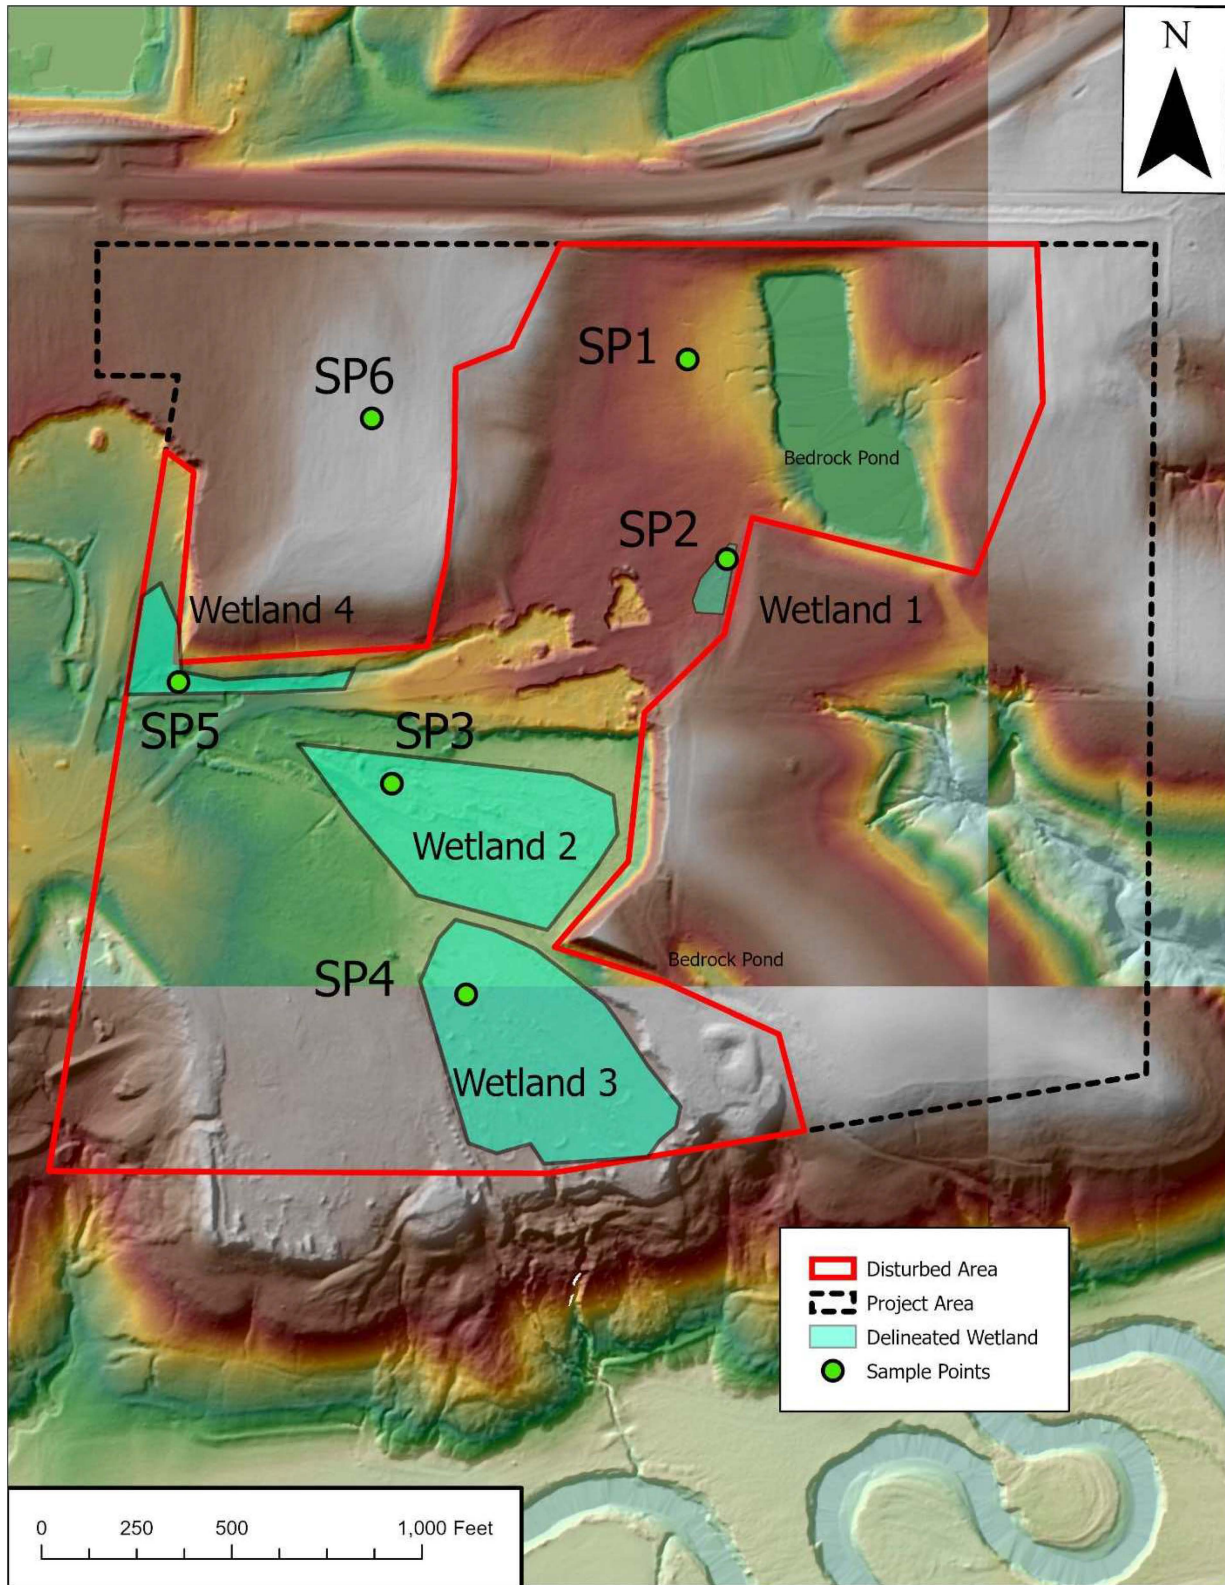 N
SP1
SP6
Bedrock Pond
SP2
Wetland 4
Wetland 1
SP5
SP3
Wetland 2
Bedrock Pond
SP4
Wetland 3
Disturbed Area
Project Area
Delineated Wetland
Sample Points
0 250 500 1,000 Feet